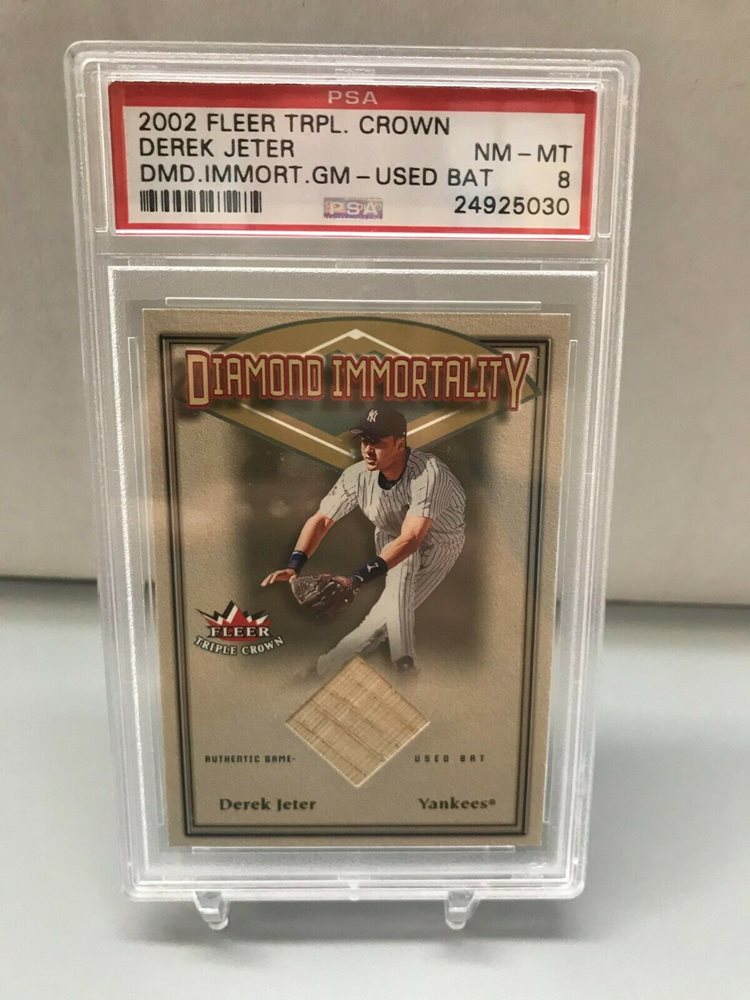 PSA
2002 FLEER TRPL. CROWN
DEREK JETER NM-MT
DMD.IMMORT.GM-USED BAT 8
PSA 24925030
DIAMOND IMMORTALITY
NY
FLEER
TRIPLE CROWN
AUTHENTIC GAME- USED BAT
Derek Jeter Yankees®